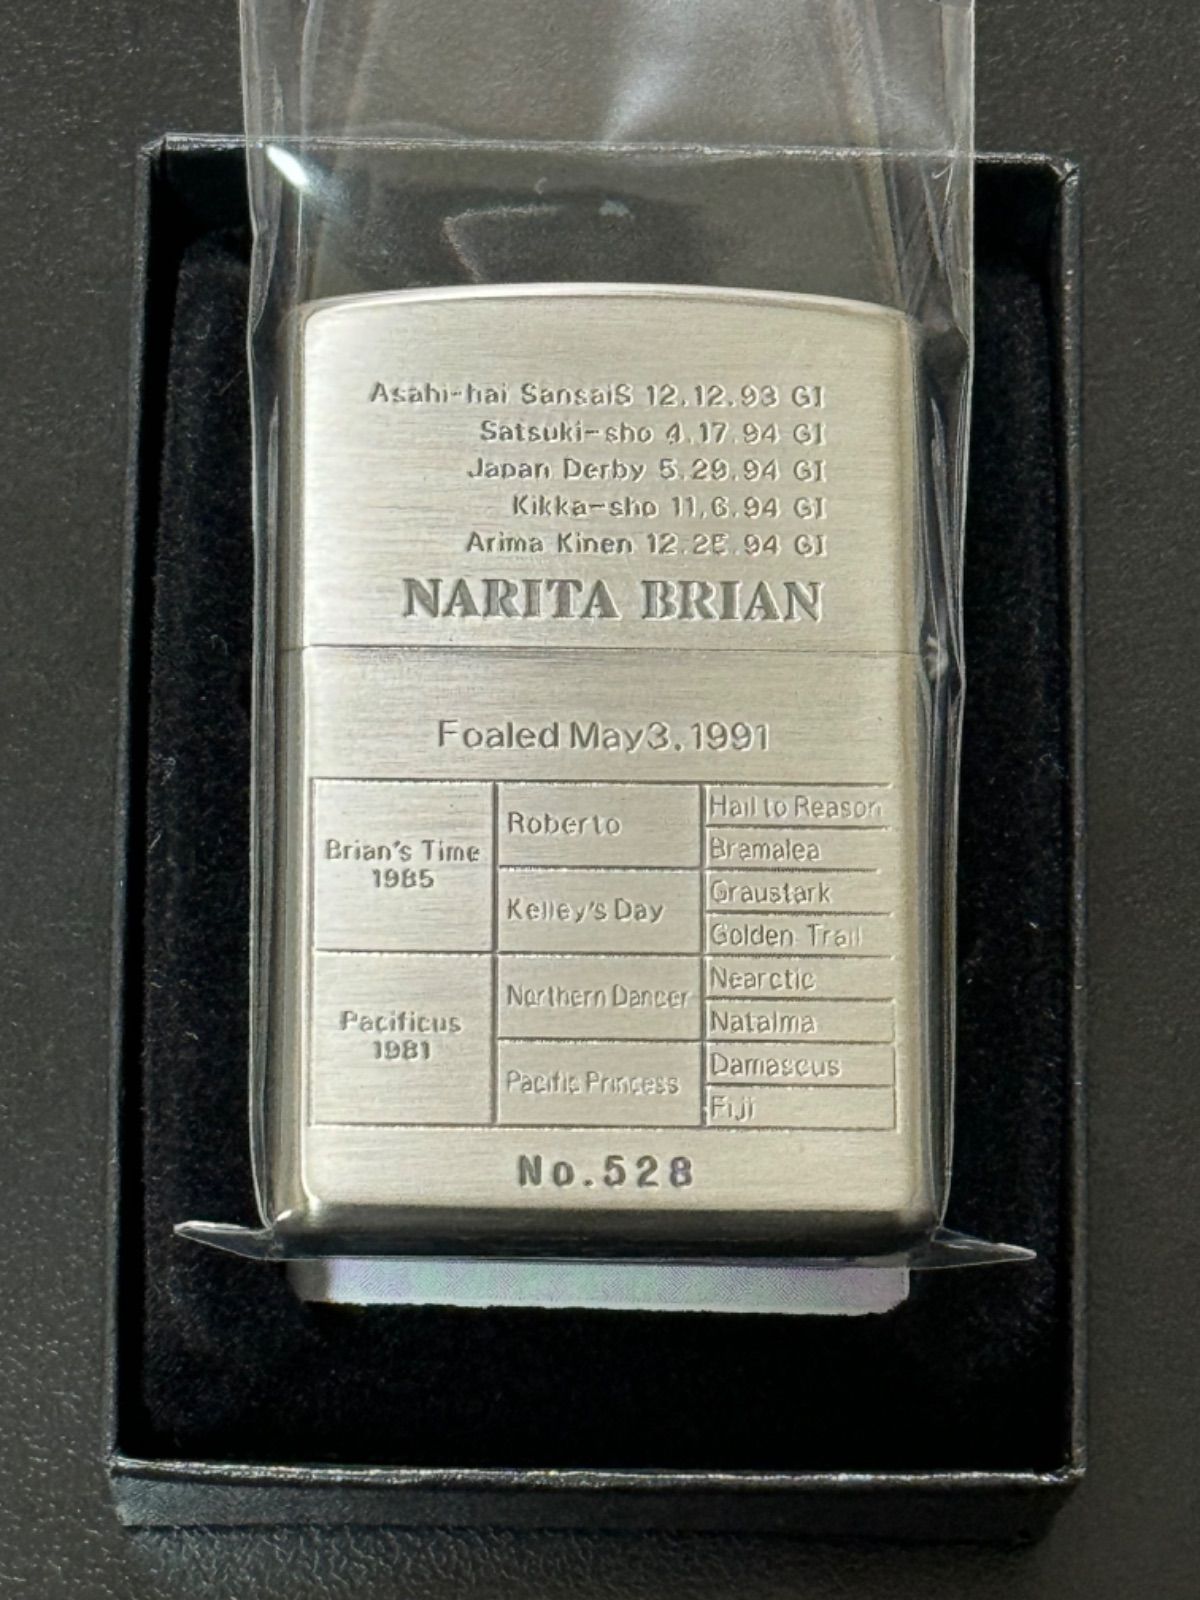 Asahi-hai SansaiS 12.12.93 GI
Satsuki-sho 4.17.94 GI
Japan Derby 5.29.94 GI
Kikka-sho 11.6.94 GI
Arima Kinen 12.25.94 GI
NARITA BRIAN
Foaled May3.1991
Brian's Time
1985
Roberto
Hail to Reason
Bramalea
Kelley's Day
Graustark
Golden Trail
Pacificus
1981
Northern Dancer
Nearctic
Natalma
Pacific Princess
Damascus
Fiji
No.528